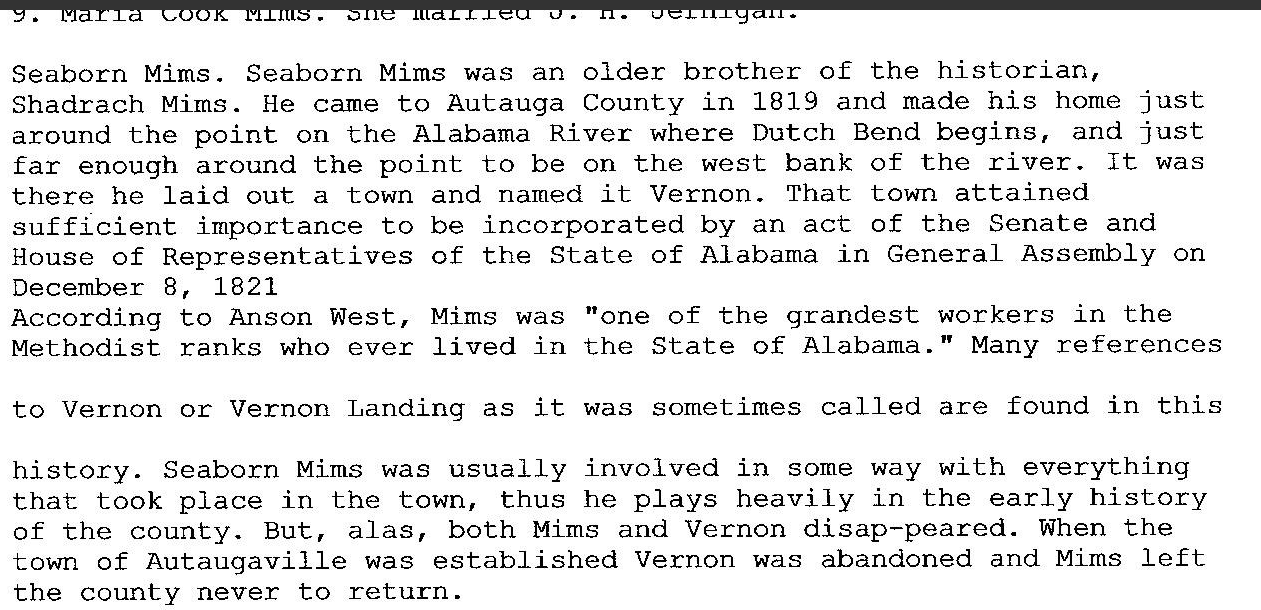 9. Maria Cook Mims. She married J. H. Jernigan.
Seaborn Mims. Seaborn Mims was an older brother of the historian,
Shadrach Mims. He came to Autauga County in 1819 and made his home just
around the point on the Alabama River where Dutch Bend begins, and just
far enough around the point to be on the west bank of the river. It was
there he laid out a town and named it Vernon. That town attained
sufficient importance to be incorporated by an act of the Senate and
House of Representatives of the State of Alabama in General Assembly on
December 8, 1821
According to Anson West, Mims was "one of the grandest workers in the
Methodist ranks who ever lived in the State of Alabama." Many references
to Vernon or Vernon Landing as it was sometimes called are found in this
history. Seaborn Mims was usually involved in some way with everything
that took place in the town, thus he plays heavily in the early history
of the county. But, alas, both Mims and Vernon disap-peared. When the
town of Autaugaville was established Vernon was abandoned and Mims left
the county never to return.